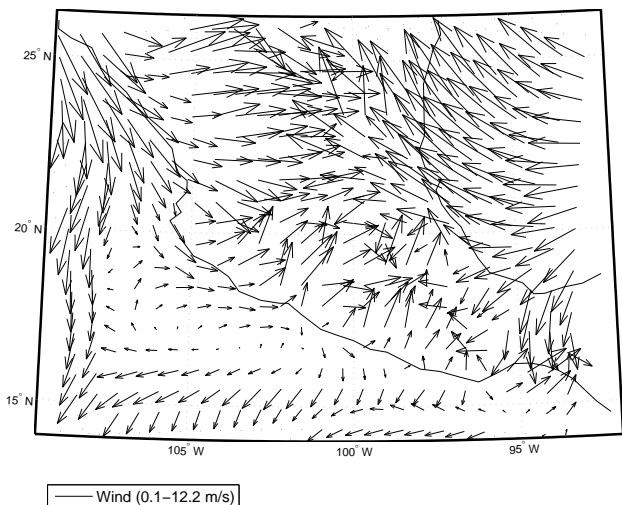 25° N
20° N
15° N
105° W
100° W
95° W
Wind (0.1−12.2 m/s)